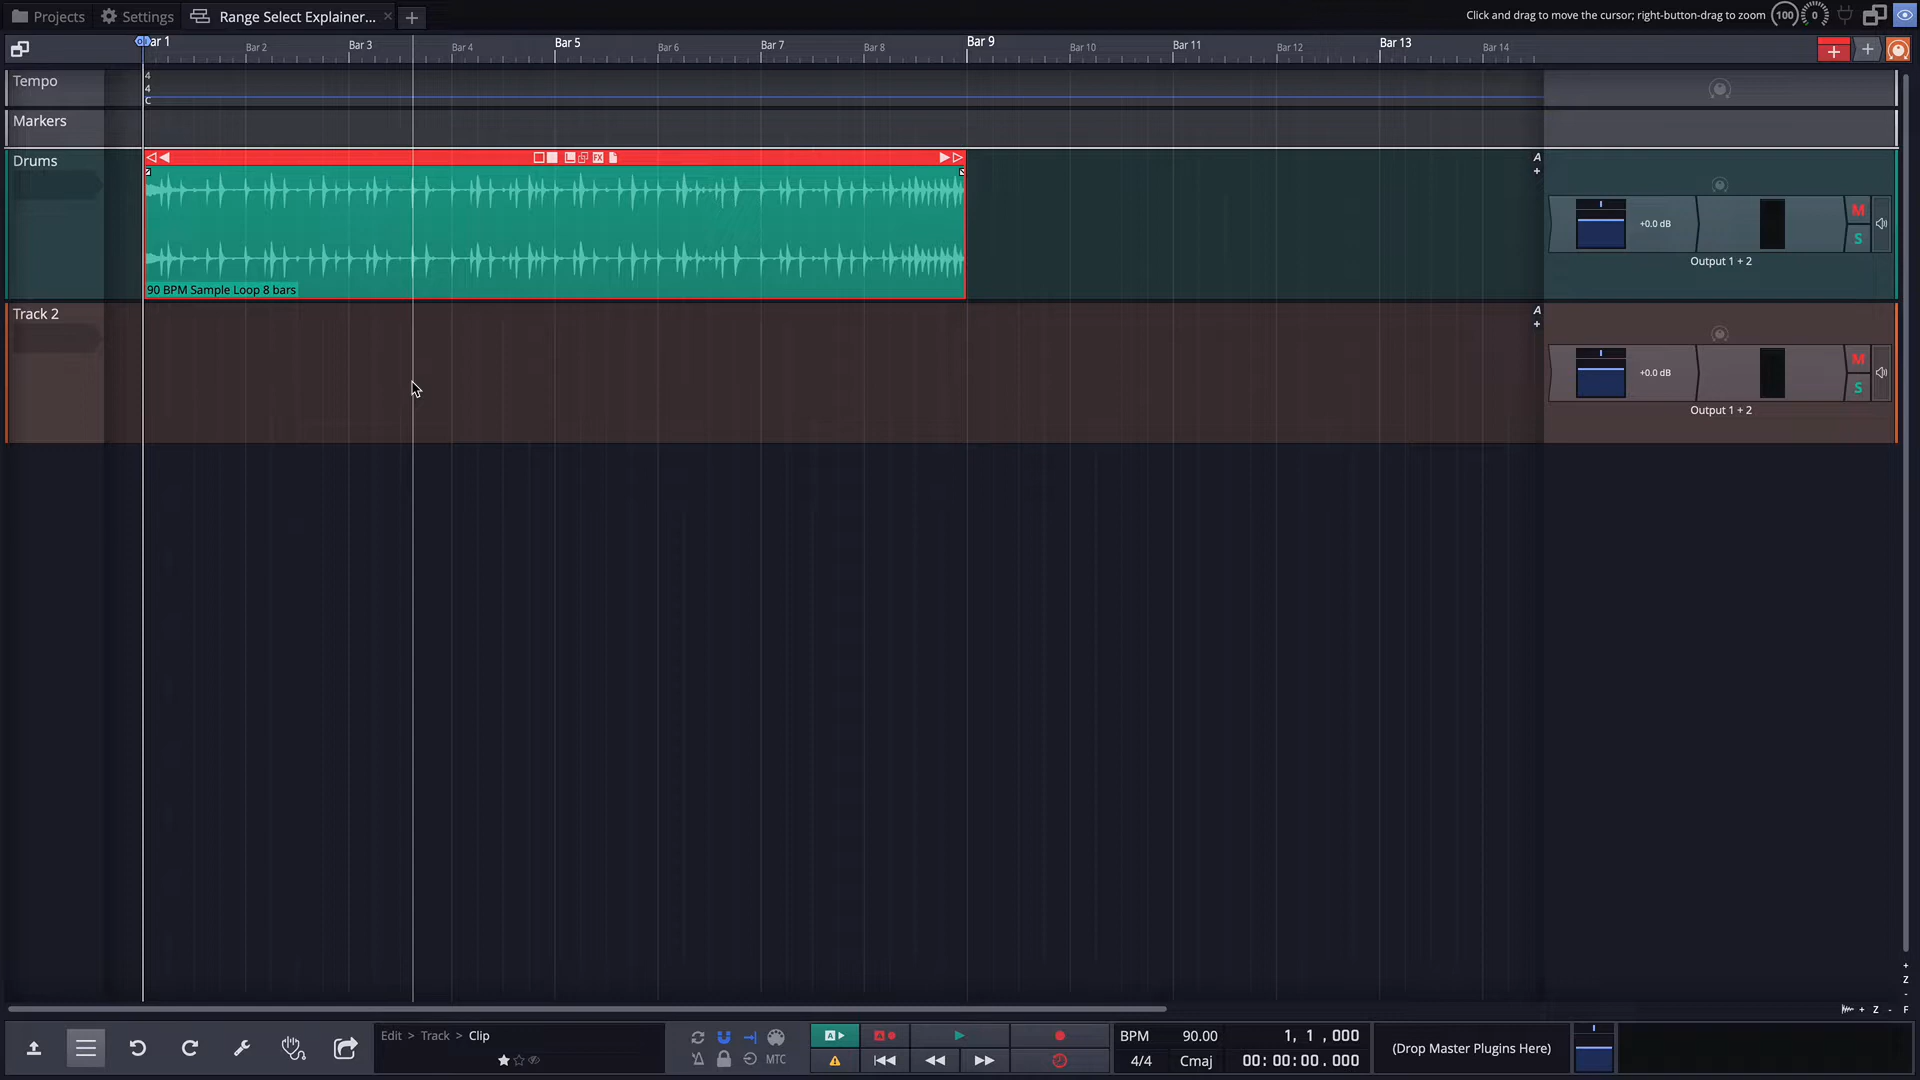 Projects Settings Range Select Explainer... × +
Click and drag to move the cursor; right-button-drag to zoom 100 0
Bar 1 Bar 2 Bar 3 Bar 4 Bar 5 Bar 6 Bar 7 Bar 8 Bar 9 Bar 10 Bar 11 Bar 12 Bar 13 Bar 14
Tempo
4
4
C
Markers
Drums
FX
A
+
90 BPM Sample Loop 8 bars
+0.0 dB
M
S
Output 1 + 2
Track 2
A
+
+0.0 dB
M
S
Output 1 + 2
+
Z
-
+ Z - F
Edit > Track > Clip
MTC
A
A
BPM 90.00 1, 1 ,000
4/4 Cmaj 00:00:00.000
(Drop Master Plugins Here)